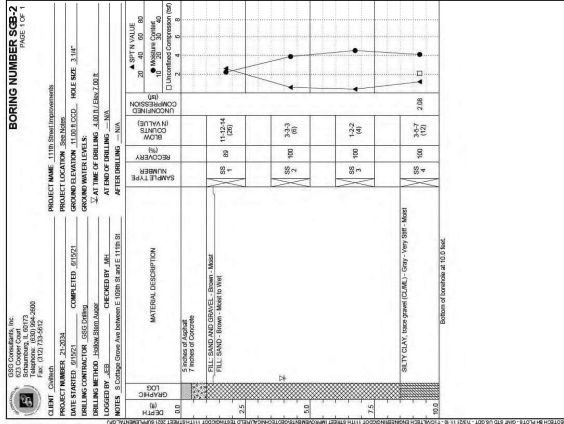 GSG Consultants, Inc.
623 Cooper Court
Schaumburg, IL 60173
Telephone: (630) 994-2600
Fax: (312) 733-5612
BORING NUMBER SGB-2
PAGE 1 OF 1
CLIENT Civiltech
PROJECT NAME 111th Street Improvements
PROJECT NUMBER 21-2034
PROJECT LOCATION See Notes
DATE STARTED 6/15/21 COMPLETED 6/15/21
GROUND ELEVATION 11.00 ft CCD HOLE SIZE 3 1/4"
DRILLING CONTRACTOR GSG Drilling
GROUND WATER LEVELS:
DRILLING METHOD Hollow Stem Auger
AT TIME OF DRILLING 4.00 ft / Elev 7.00 ft
LOGGED BY JEB CHECKED BY MH
AT END OF DRILLING --- N/A
NOTES S Cottage Grove Ave between E 109th St and E 111th St
AFTER DRILLING --- N/A
DEPTH (ft)
GRAPHIC LOG
MATERIAL DESCRIPTION
SAMPLE TYPE NUMBER
RECOVERY (%)
BLOW COUNTS (N VALUE)
UNCONFINED COMPRESSION (tsf)
▲ SPT N VALUE
20 40 60 80
● Moisture Content
10 20 30 40
□ Unconfined Compression (tsf)
2 4 6 8
0.0
5 inches of Asphalt
7 inches of Concrete
FILL: SAND AND GRAVEL - Brown - Moist
FILL: SAND - Brown - Moist to Wet
SS 1
89
11-12-14 (26)
2.5
SS 2
100
3-3-3 (6)
5.0
SS 3
100
1-2-2 (4)
7.5
SILTY CLAY, trace gravel (CL/ML) - Gray - Very Stiff - Moist
SS 4
100
3-5-7 (12)
2.08
10.0
Bottom of borehole at 10.0 feet.